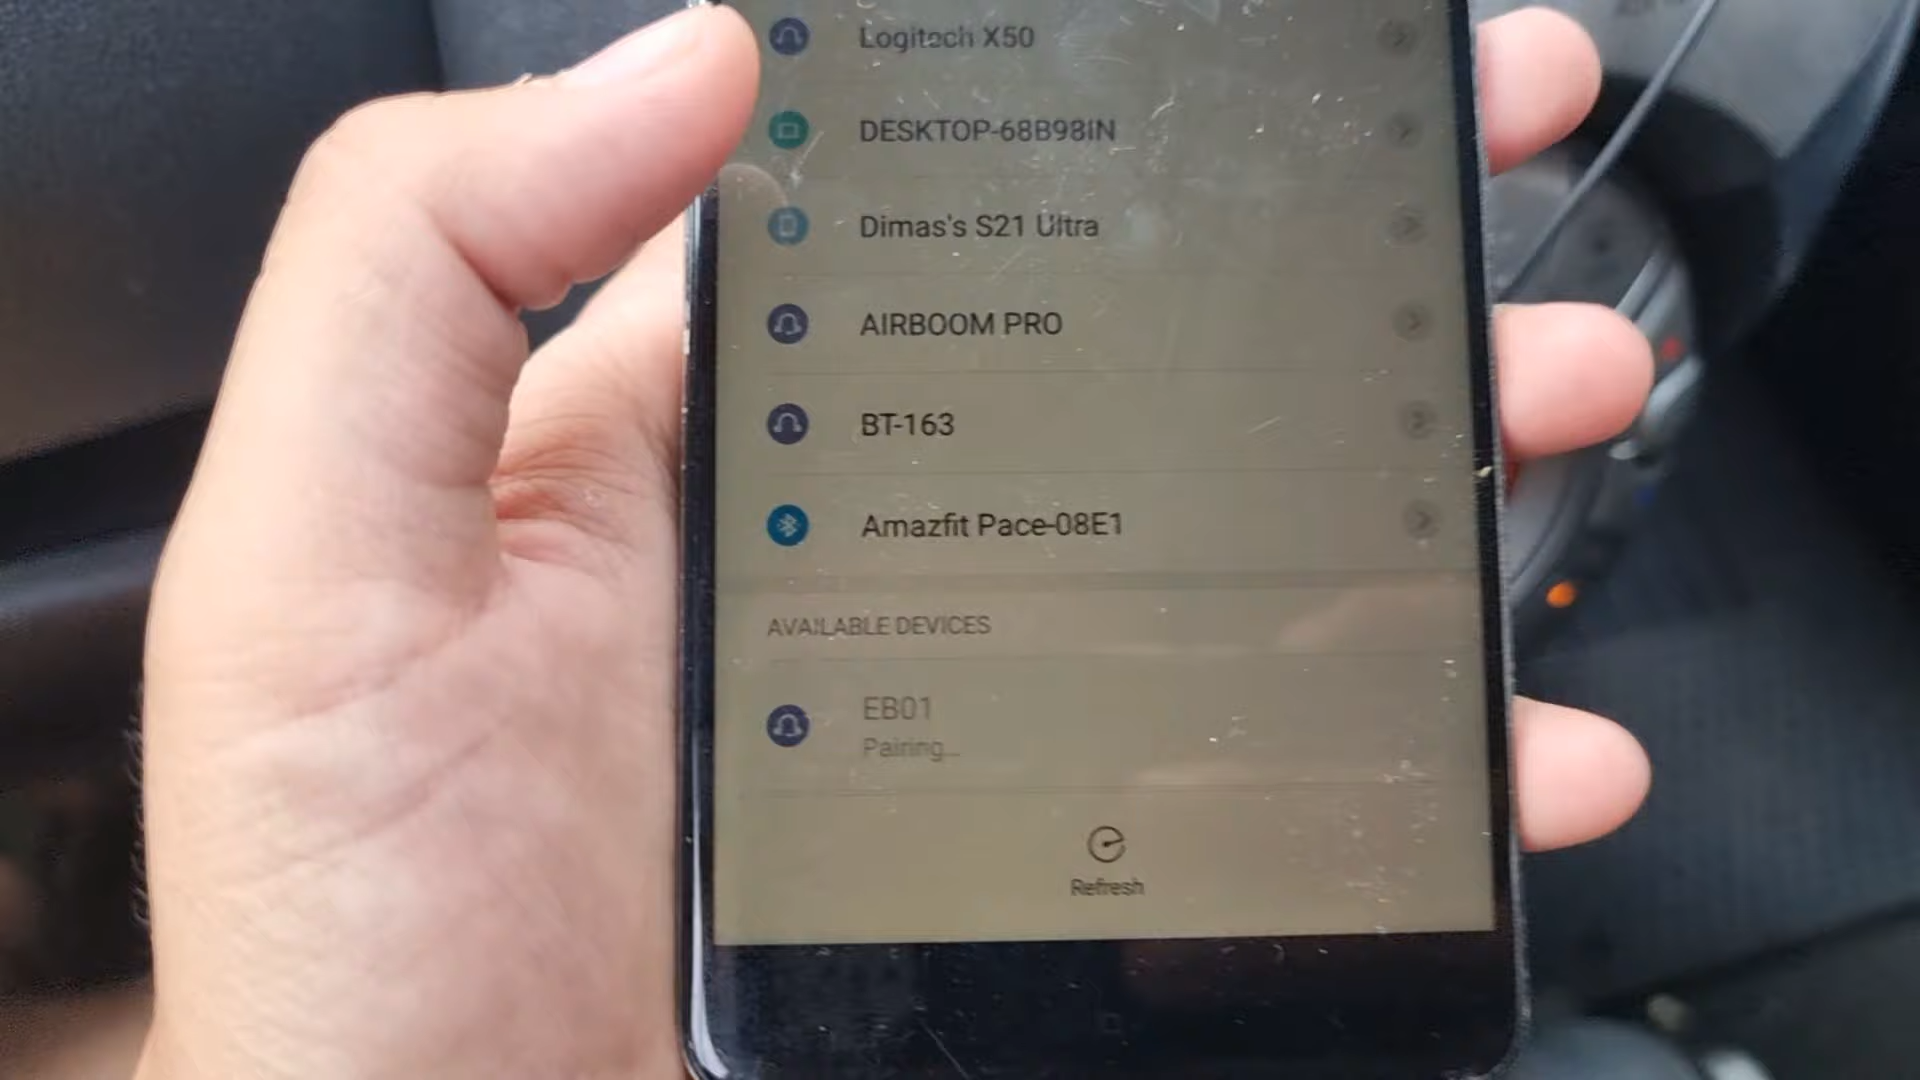 Logitech X50
DESKTOP-68B98IN
Dimas's S21 Ultra
AIRBOOM PRO
BT-163
Amazfit Pace-08E1
AVAILABLE DEVICES
EB01
Pairing...
Refresh